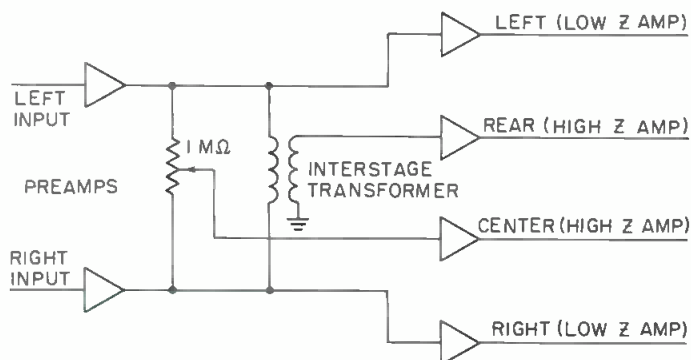 LEFT (LOW Z AMP)
LEFT
INPUT
1 MΩ
REAR (HIGH Z AMP)
INTERSTAGE
TRANSFORMER
PREAMPS
CENTER (HIGH Z AMP)
RIGHT
INPUT
RIGHT (LOW Z AMP)